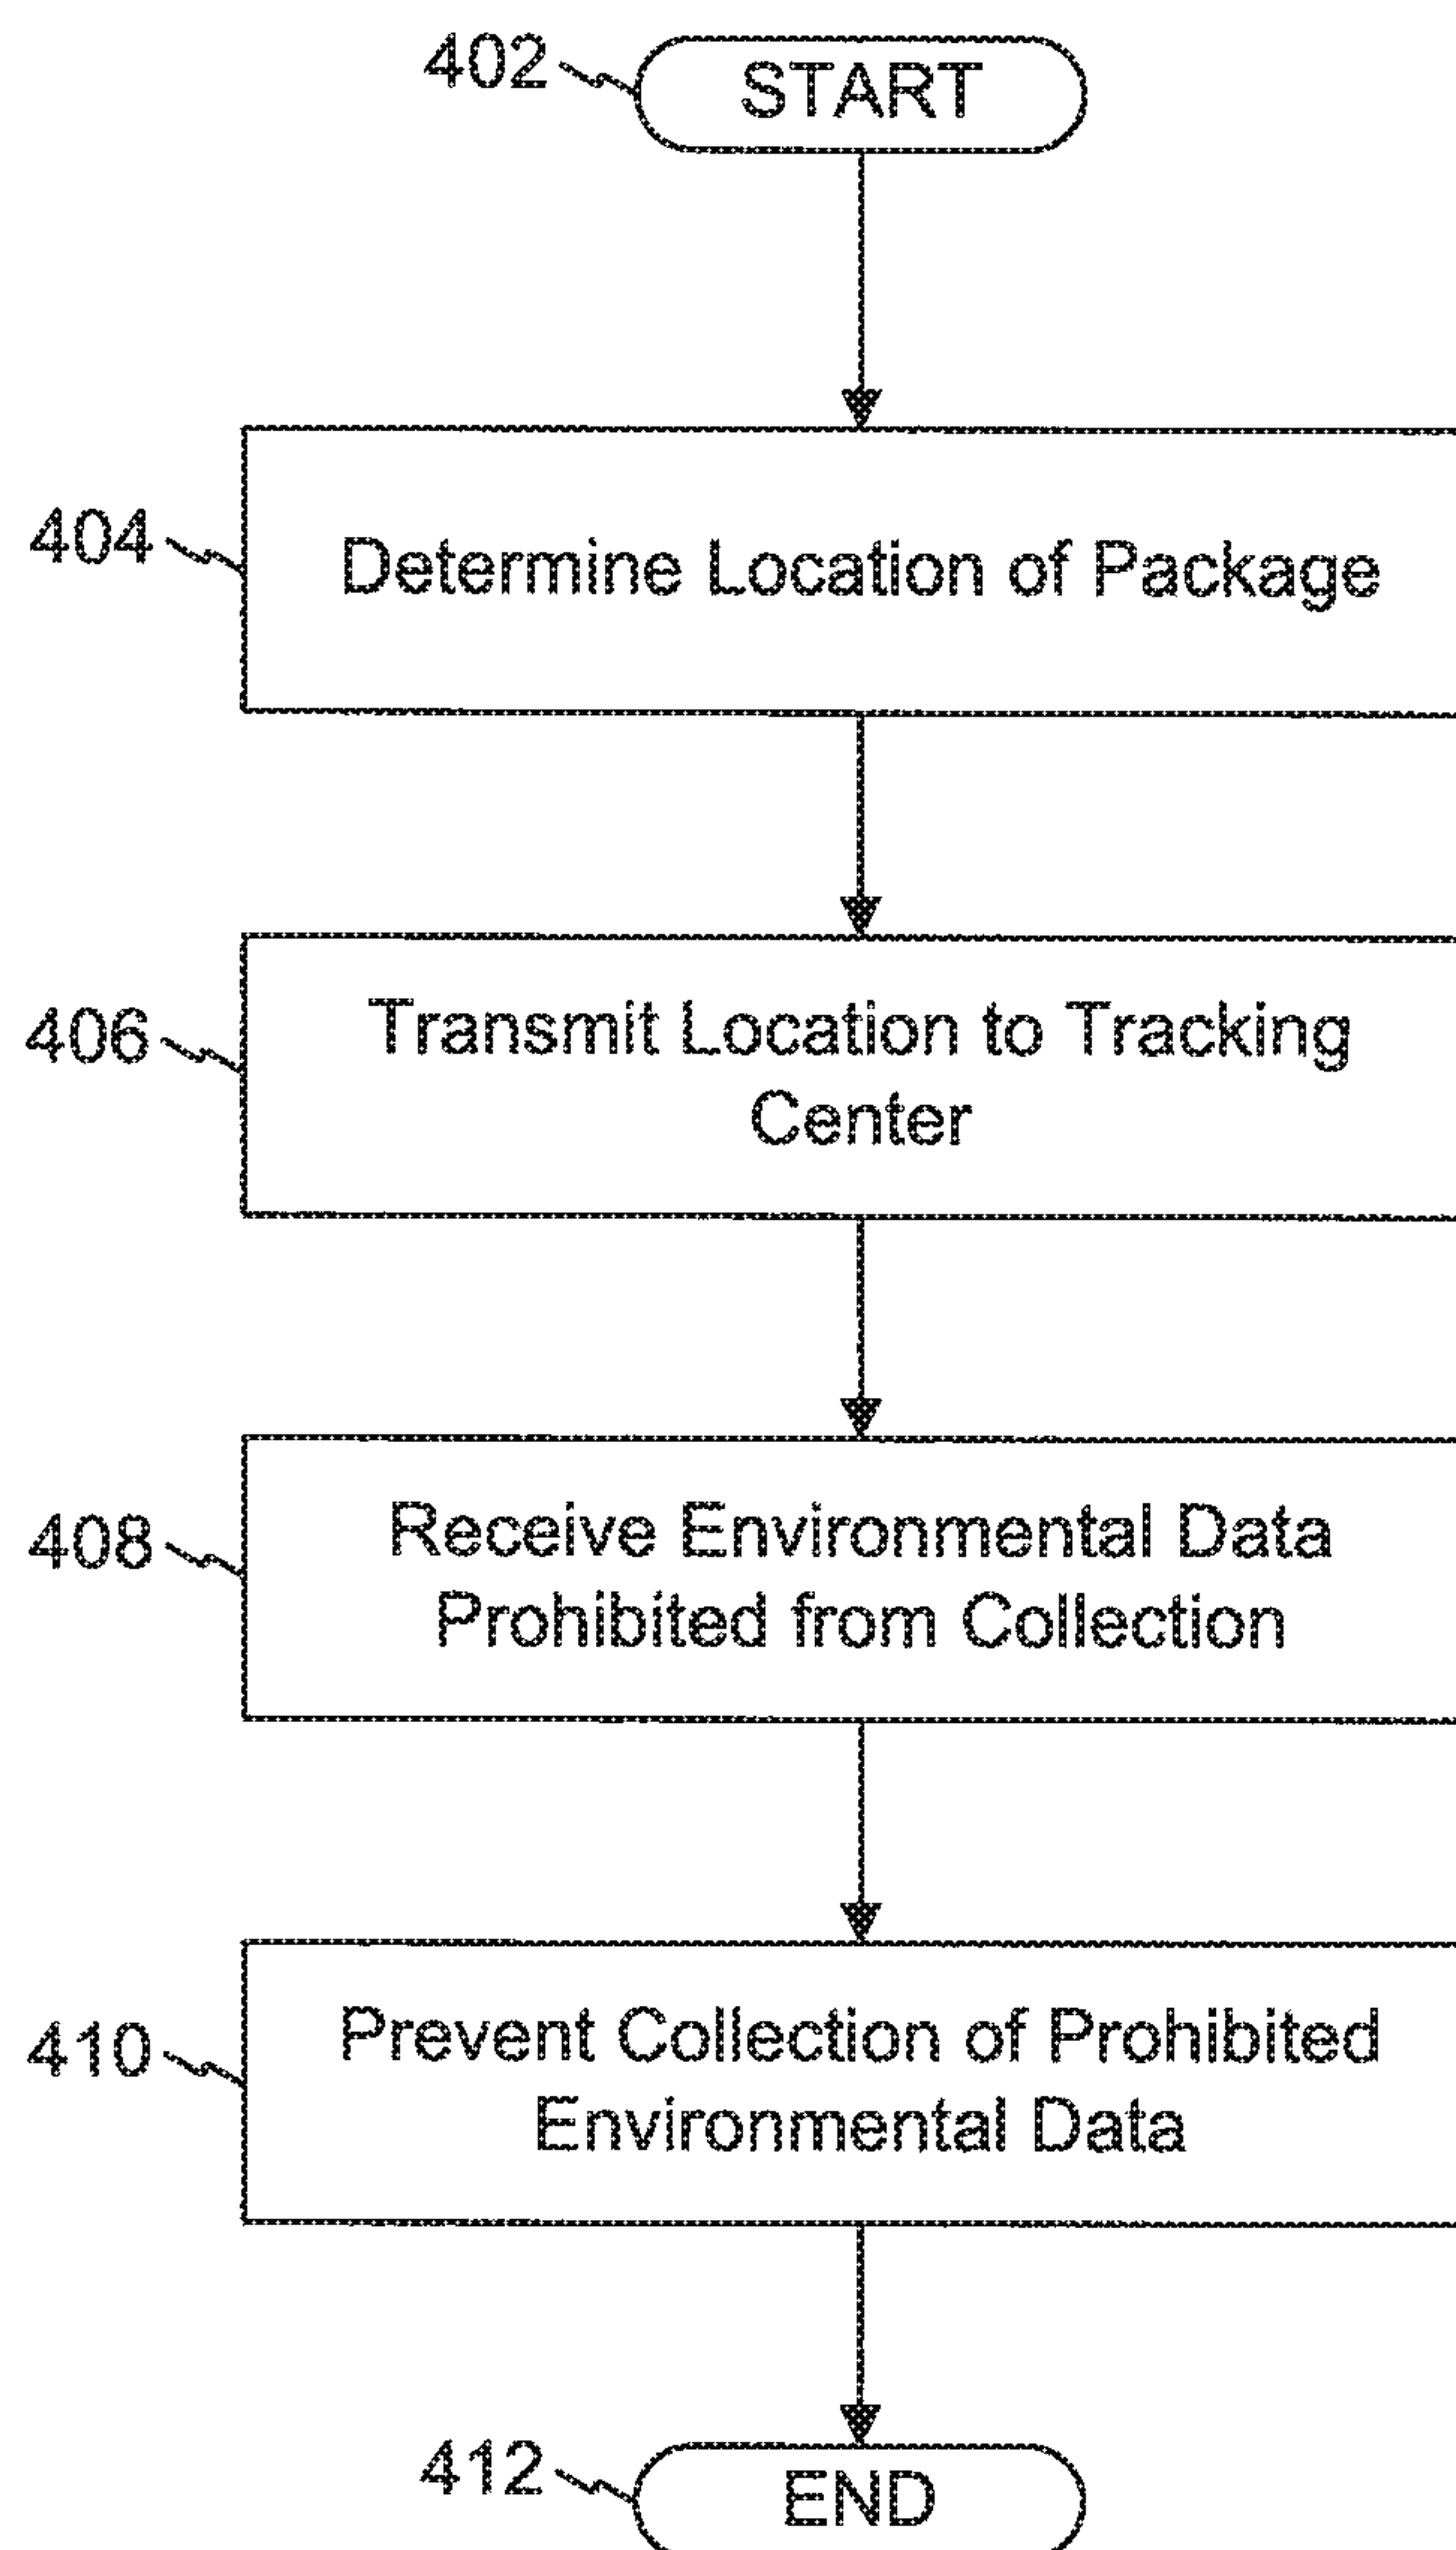 402
START
404
Determine Location of Package
406
Transmit Location to Tracking
Center
408
Receive Environmental Data
Prohibited from Collection
410
Prevent Collection of Prohibited
Environmental Data
412
END